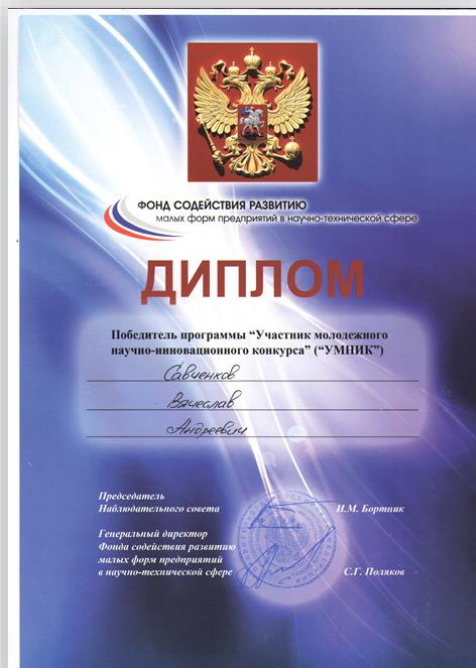 ФОНД СОДЕЙСТВИЯ РАЗВИТИЮ
малых форм предприятий в научно-технической сфере
ДИПЛОМ
Победитель программы “Участник молодежного
научно-инновационного конкурса” (“УМНИК”)
Савченков
Вячеслав
Андреевич
Председатель
Наблюдательного совета И.М. Бортник
Генеральный директор
Фонда содействия развитию
малых форм предприятий
в научно-технической сфере С.Г. Поляков